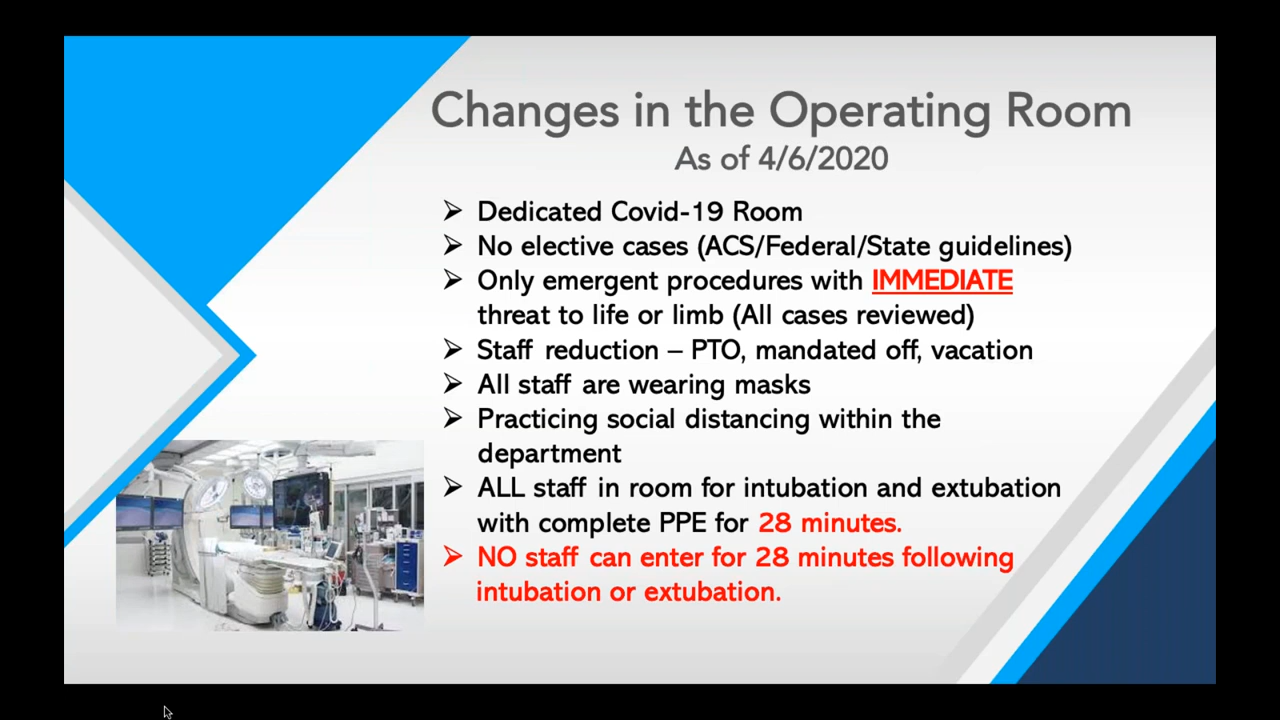 Changes in the Operating Room
As of 4/6/2020
➢ Dedicated Covid-19 Room
➢ No elective cases (ACS/Federal/State guidelines)
➢ Only emergent procedures with IMMEDIATE
threat to life or limb (All cases reviewed)
➢ Staff reduction – PTO, mandated off, vacation
➢ All staff are wearing masks
➢ Practicing social distancing within the
department
➢ ALL staff in room for intubation and extubation
with complete PPE for 28 minutes.
➢ NO staff can enter for 28 minutes following
intubation or extubation.